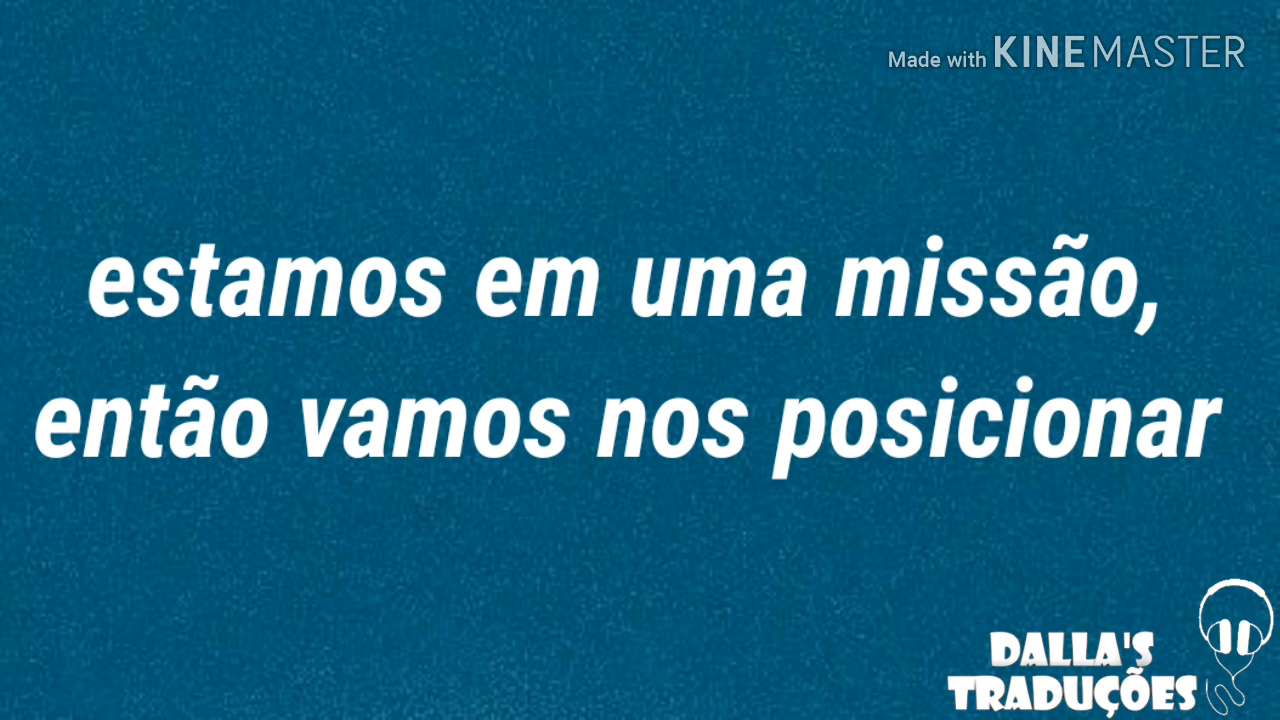 Made with KINEMASTER
estamos em uma missão,
então vamos nos posicionar
DALLA'S
TRADUÇÕES